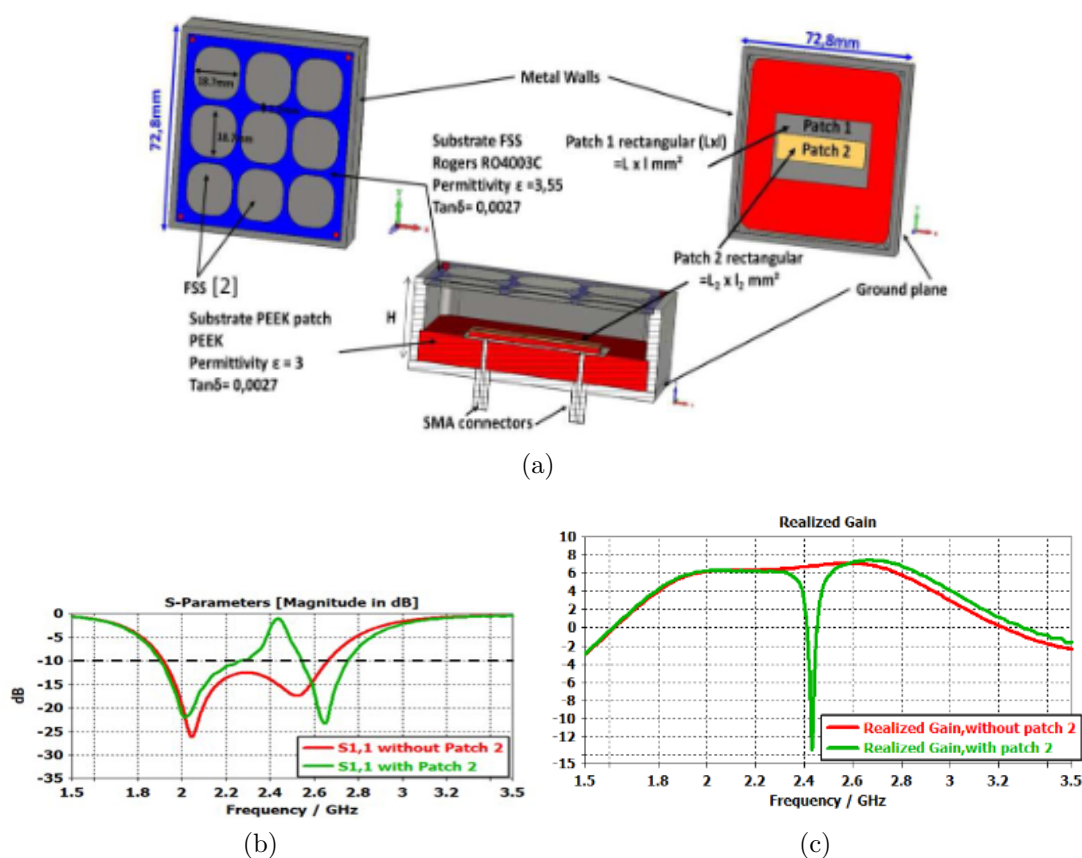 72,8mm
18.7mm
72,8mm
FSS [2]
Substrate PEEK patch
PEEK
Permittivity ε = 3
Tanδ= 0,0027
Metal Walls
Substrate FSS
Rogers RO4003C
Permittivity ε =3,55
Tanδ= 0,0027
H
SMA connectors
72,8mm
Patch 1 rectangular (Lxl)
=L x l mm²
Patch 1
Patch 2
Patch 2 rectangular
=L₂ x l₂ mm²
Ground plane
(a)
S-Parameters [Magnitude in dB]
0
-5
-10
-15
-20
-25
-30
-35
dB
S1,1 without Patch 2
S1,1 with Patch 2
1.5 1.8 2 2.2 2.4 2.6 2.8 3 3.2 3.5
Frequency / GHz
(b)
Realized Gain
10
8
6
4
2
0
-2
-4
-6
-8
-10
-12
-15
Realized Gain,without patch 2
Realized Gain,with patch 2
1.5 1.8 2 2.2 2.4 2.6 2.8 3 3.2 3.5
Frequency / GHz
(c)